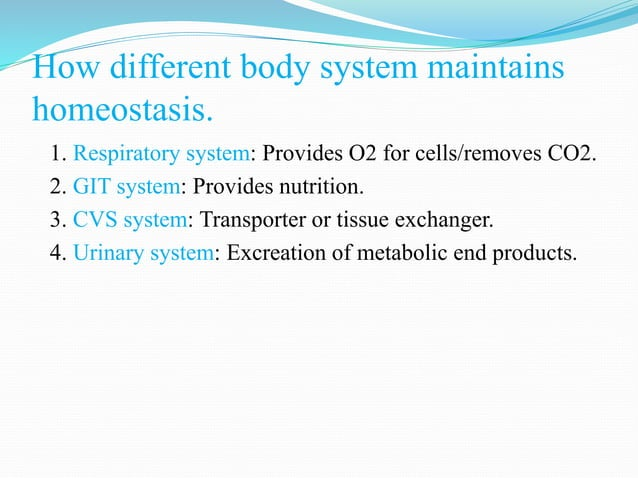 How different body system maintains
homeostasis.
1. Respiratory system: Provides O2 for cells/removes CO2.
2. GIT system: Provides nutrition.
3. CVS system: Transporter or tissue exchanger.
4. Urinary system: Excreation of metabolic end products.